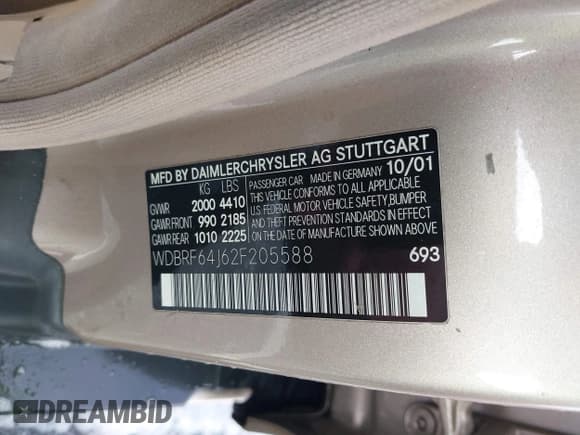 MFD BY DAIMLERCHRYSLER AG STUTTGART
KG LBS
GVWR 2000 4410
GAWR FRONT 990 2185
GAWR REAR 1010 2225
PASSENGER CAR MADE IN GERMANY 10/01
THIS VEHICLE CONFORMS TO ALL APPLICABLE
U.S. FEDERAL MOTOR VEHICLE SAFETY,BUMPER
AND THEFT PREVENTION STANDARDS IN EFFECT
ON THE DATE OF MANUFACTURE SHOWN ABOVE
WDBRF64J62F205588 693
DREAMBID